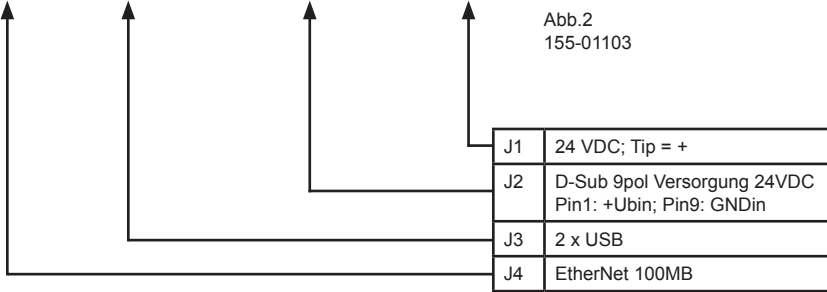 Abb.2
155-01103
J1 24 VDC; Tip = +
J2 D-Sub 9pol Versorgung 24VDC
Pin1: +Ubin; Pin9: GNDin
J3 2 x USB
J4 EtherNet 100MB